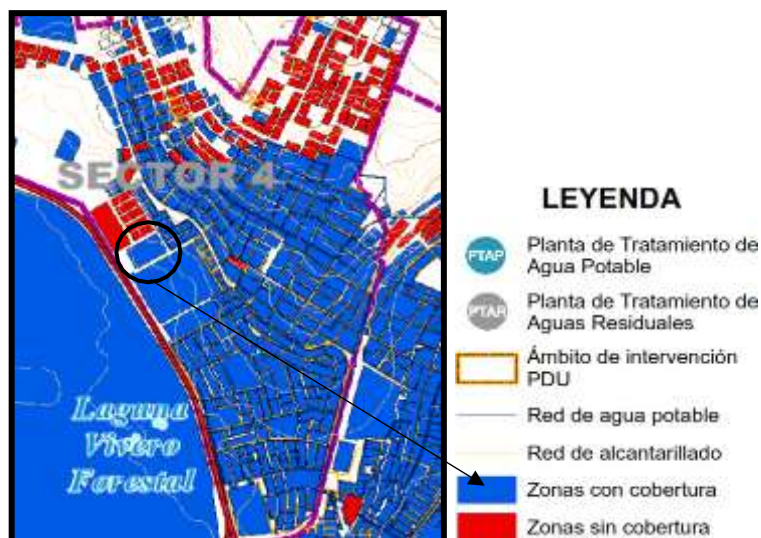 SECTOR 4
Laguna
Vivero
Forestal
LEYENDA
PTAP
Planta de Tratamiento de
Agua Potable
PTAR
Planta de Tratamiento de
Aguas Residuales
Ámbito de intervención
PDU
Red de agua potable
Red de alcantarillado
Zonas con cobertura
Zonas sin cobertura